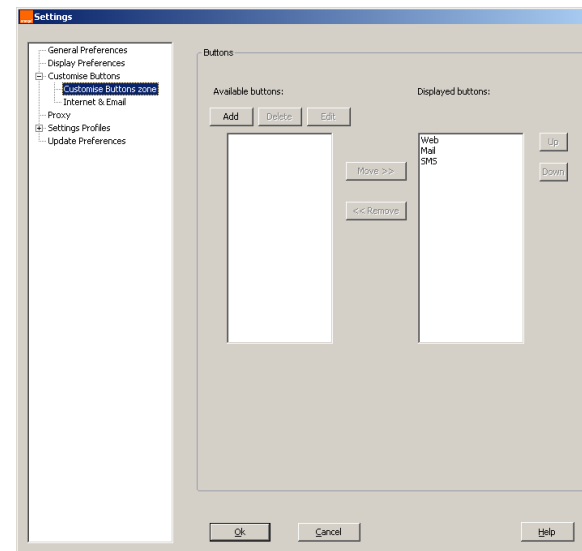 Settings
General Preferences
Display Preferences
Customise Buttons
Customise Buttons zone
Internet & Email
Proxy
Settings Profiles
Update Preferences
Buttons
Available buttons:
Displayed buttons:
Add Delete Edit
Web
Mail
SMS
Move >>
<< Remove
Up
Down
Ok Cancel Help